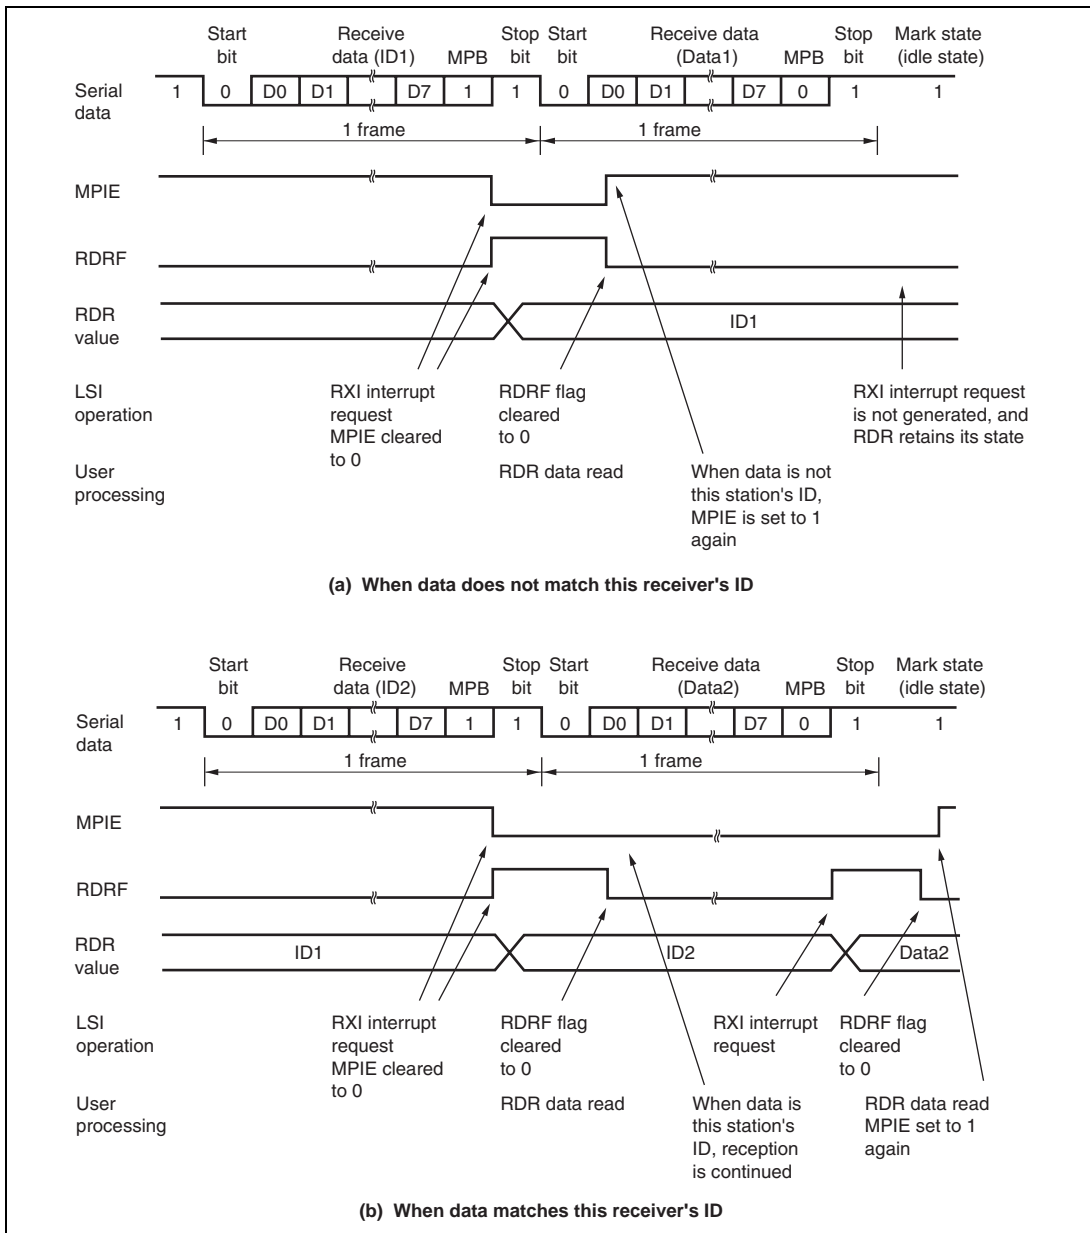 Start bit
Receive data (ID1)
MPB
Stop bit
Start bit
Receive data (Data1)
MPB
Stop bit
Mark state (idle state)
Serial data
1 0 D0 D1 D7 1 1 0 D0 D1 D7 0 1 1
1 frame
1 frame
MPIE
RDRF
RDR value
ID1
LSI operation
RXI interrupt request MPIE cleared to 0
RDRF flag cleared to 0
RXI interrupt request is not generated, and RDR retains its state
User processing
RDR data read
When data is not this station's ID, MPIE is set to 1 again
(a) When data does not match this receiver's ID
Start bit
Receive data (ID2)
MPB
Stop bit
Start bit
Receive data (Data2)
MPB
Stop bit
Mark state (idle state)
Serial data
1 0 D0 D1 D7 1 1 0 D0 D1 D7 0 1 1
1 frame
1 frame
MPIE
RDRF
RDR value
ID1
ID2
Data2
LSI operation
RXI interrupt request MPIE cleared to 0
RDRF flag cleared to 0
RXI interrupt request
RDRF flag cleared to 0
User processing
RDR data read
When data is this station's ID, reception is continued
RDR data read MPIE set to 1 again
(b) When data matches this receiver's ID